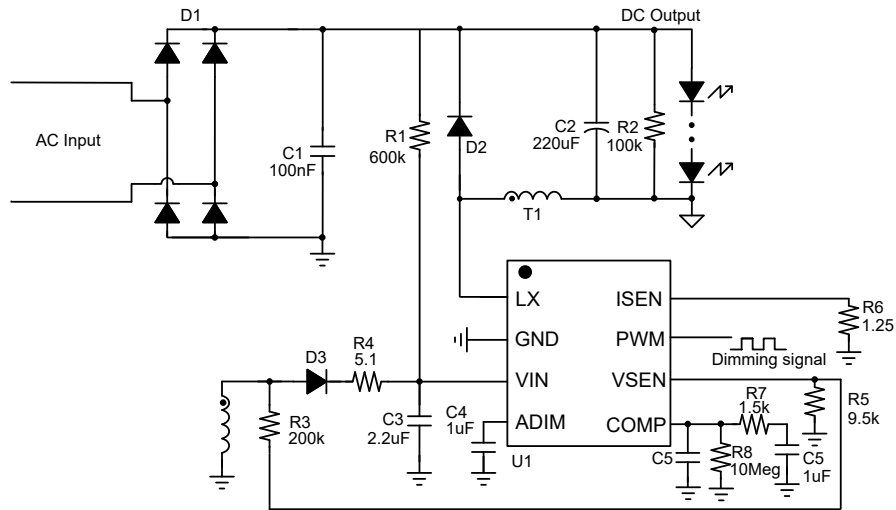 D1
DC Output
AC Input
C1
100nF
R1
600k
D2
C2
220uF
R2
100k
T1
LX
ISEN
R6
1.25
GND
PWM
Dimming signal
D3
R4
5.1
VIN
VSEN
R7
1.5k
R5
9.5k
R3
200k
C3
2.2uF
C4
1uF
ADIM
COMP
U1
C5
R8
10Meg
C5
1uF